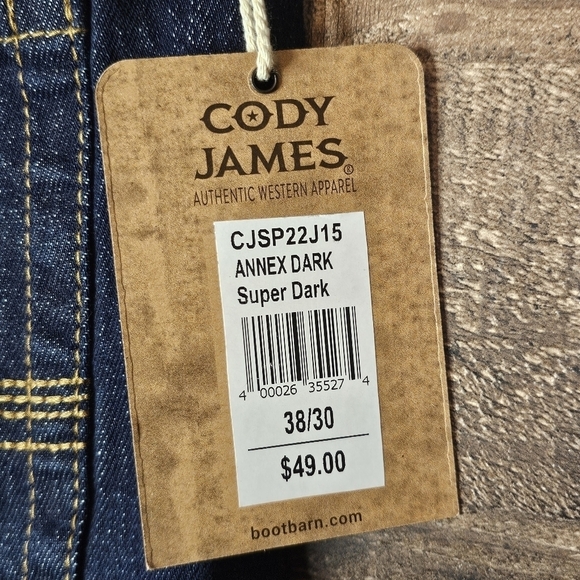 CODY
JAMES®
AUTHENTIC WESTERN APPAREL
CJSP22J15
ANNEX DARK
Super Dark
4 00026 35527 4
38/30
$49.00
bootbarn.com